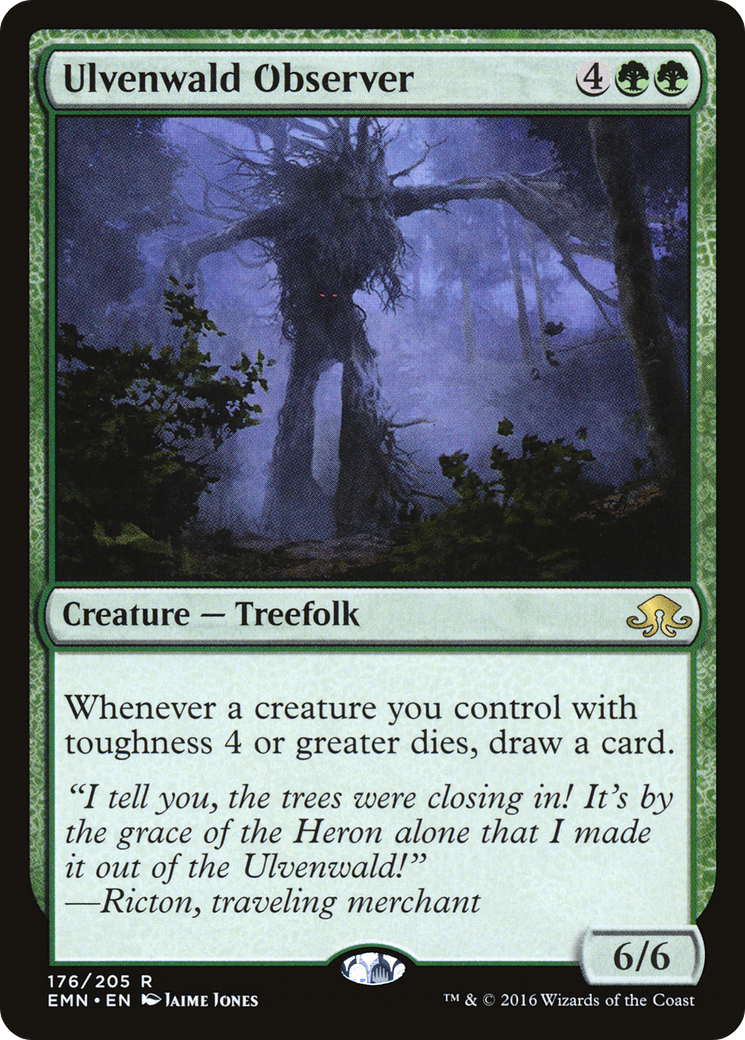 Ulvenwald Observer 4
Creature — Treefolk
Whenever a creature you control with
toughness 4 or greater dies, draw a card.
“I tell you, the trees were closing in! It’s by
the grace of the Heron alone that I made
it out of the Ulvenwald!”
—Ricton, traveling merchant
6/6
176/205 R
EMN • EN Jaime Jones
™ & © 2016 Wizards of the Coast